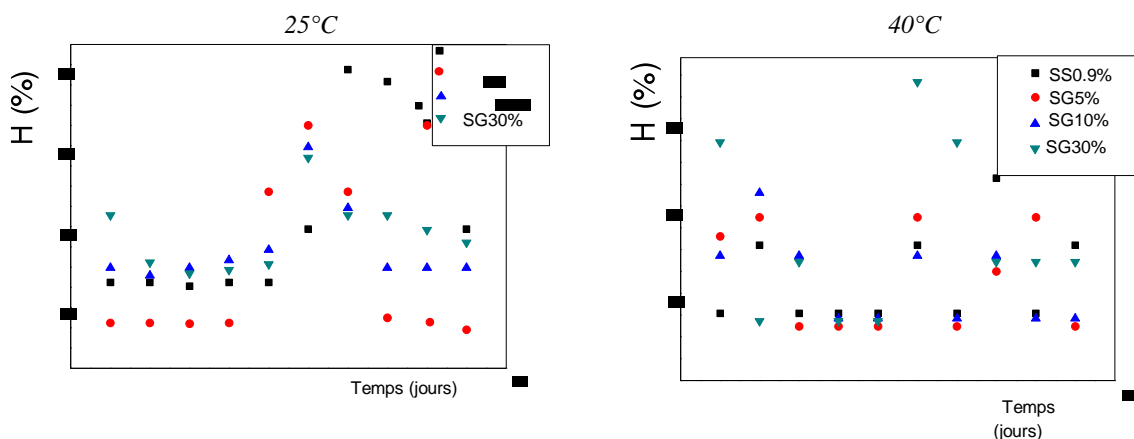 25°C
H (%)
SG30%
Temps (jours)
40°C
H (%)
SS0.9%
SG5%
SG10%
SG30%
Temps
(jours)